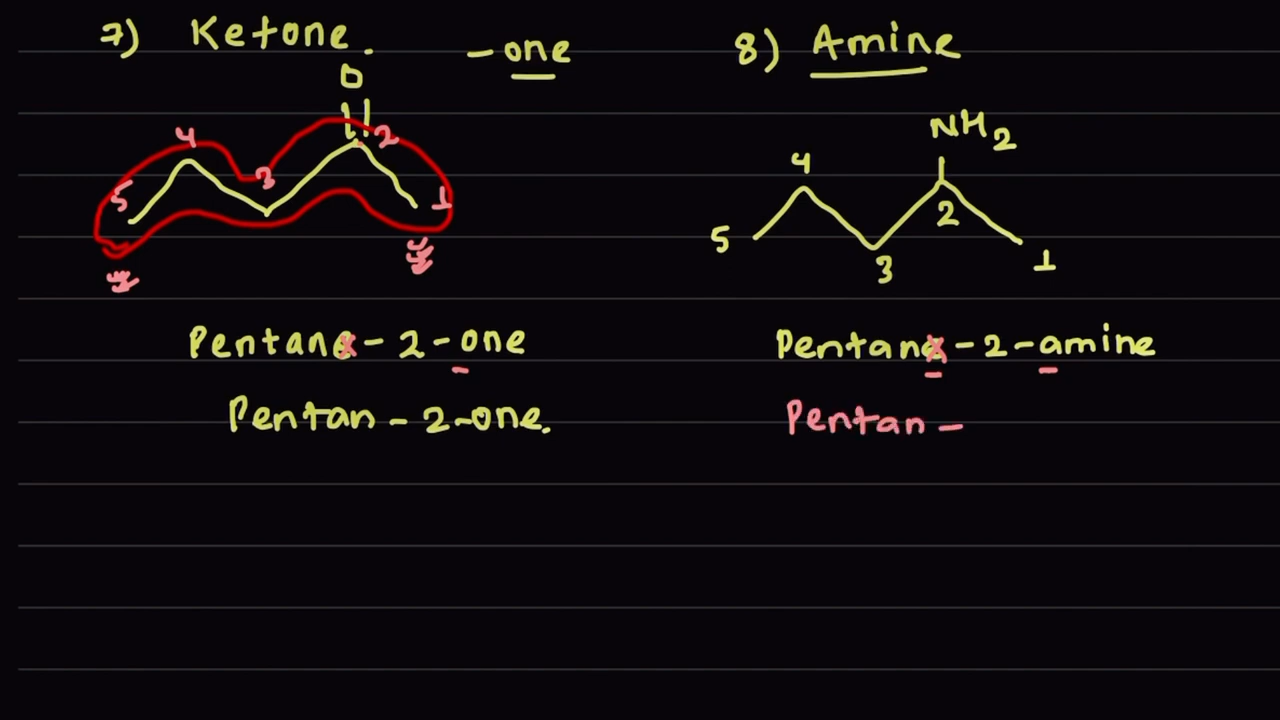 7) Ketone. - one
O
4 2
5 3 1
Pentane - 2 - one
Pentan - 2 - one.
8) Amine
NH2
4
5 2
3 1
Pentane - 2 - amine
Pentan -